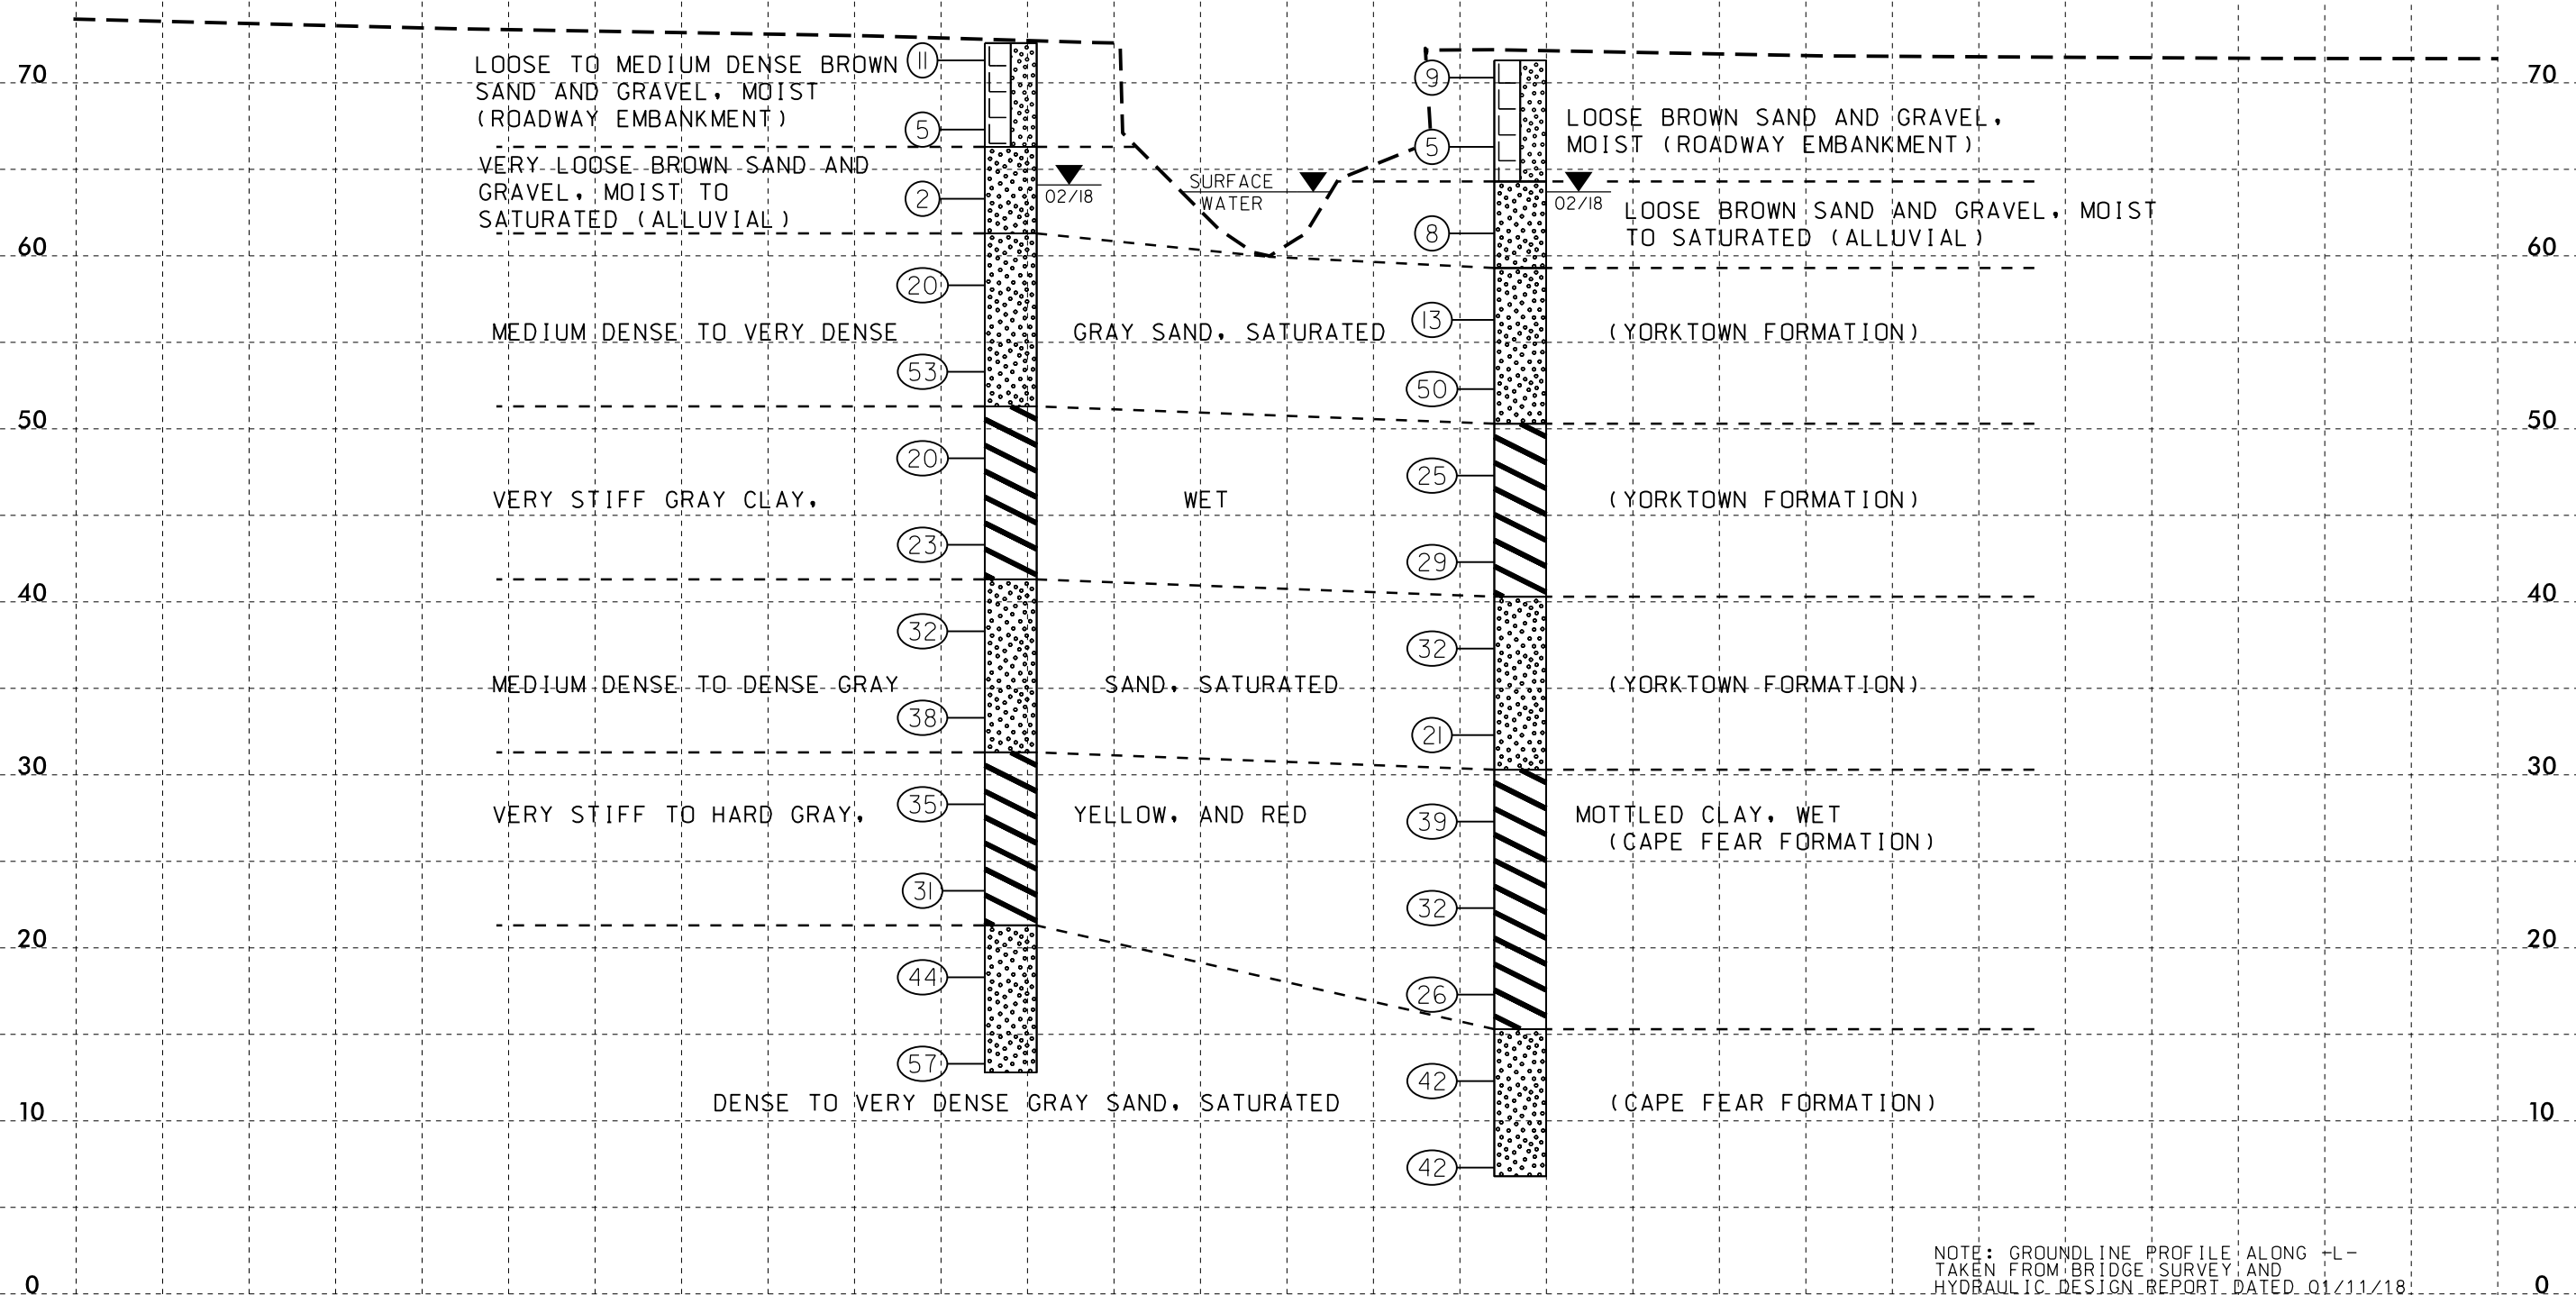 LOOSE TO MEDIUM DENSE BROWN
SAND AND GRAVEL, MOIST
(ROADWAY EMBANKMENT)
11
5
9
5
70
70
LOOSE BROWN SAND AND GRAVEL,
MOIST (ROADWAY EMBANKMENT)
VERY LOOSE BROWN SAND AND
GRAVEL, MOIST TO
SATURATED (ALLUVIAL)
2
02/18
SURFACE
WATER
8
02/18
LOOSE BROWN SAND AND GRAVEL, MOIST
TO SATURATED (ALLUVIAL)
60
60
20
13
MEDIUM DENSE TO VERY DENSE GRAY SAND, SATURATED (YORKTOWN FORMATION)
53
50
50
50
20
25
VERY STIFF GRAY CLAY, WET (YORKTOWN FORMATION)
23
29
40
40
32
32
MEDIUM DENSE TO DENSE GRAY SAND, SATURATED (YORKTOWN FORMATION)
38
21
30
30
35
39
VERY STIFF TO HARD GRAY, YELLOW, AND RED MOTTLED CLAY, WET
(CAPE FEAR FORMATION)
31
32
20
20
44
26
57
42
DENSE TO VERY DENSE GRAY SAND, SATURATED (CAPE FEAR FORMATION)
10
10
42
NOTE: GROUNDLINE PROFILE ALONG -L-
TAKEN FROM BRIDGE SURVEY AND
HYDRAULIC DESIGN REPORT DATED 01/11/18.
0
0